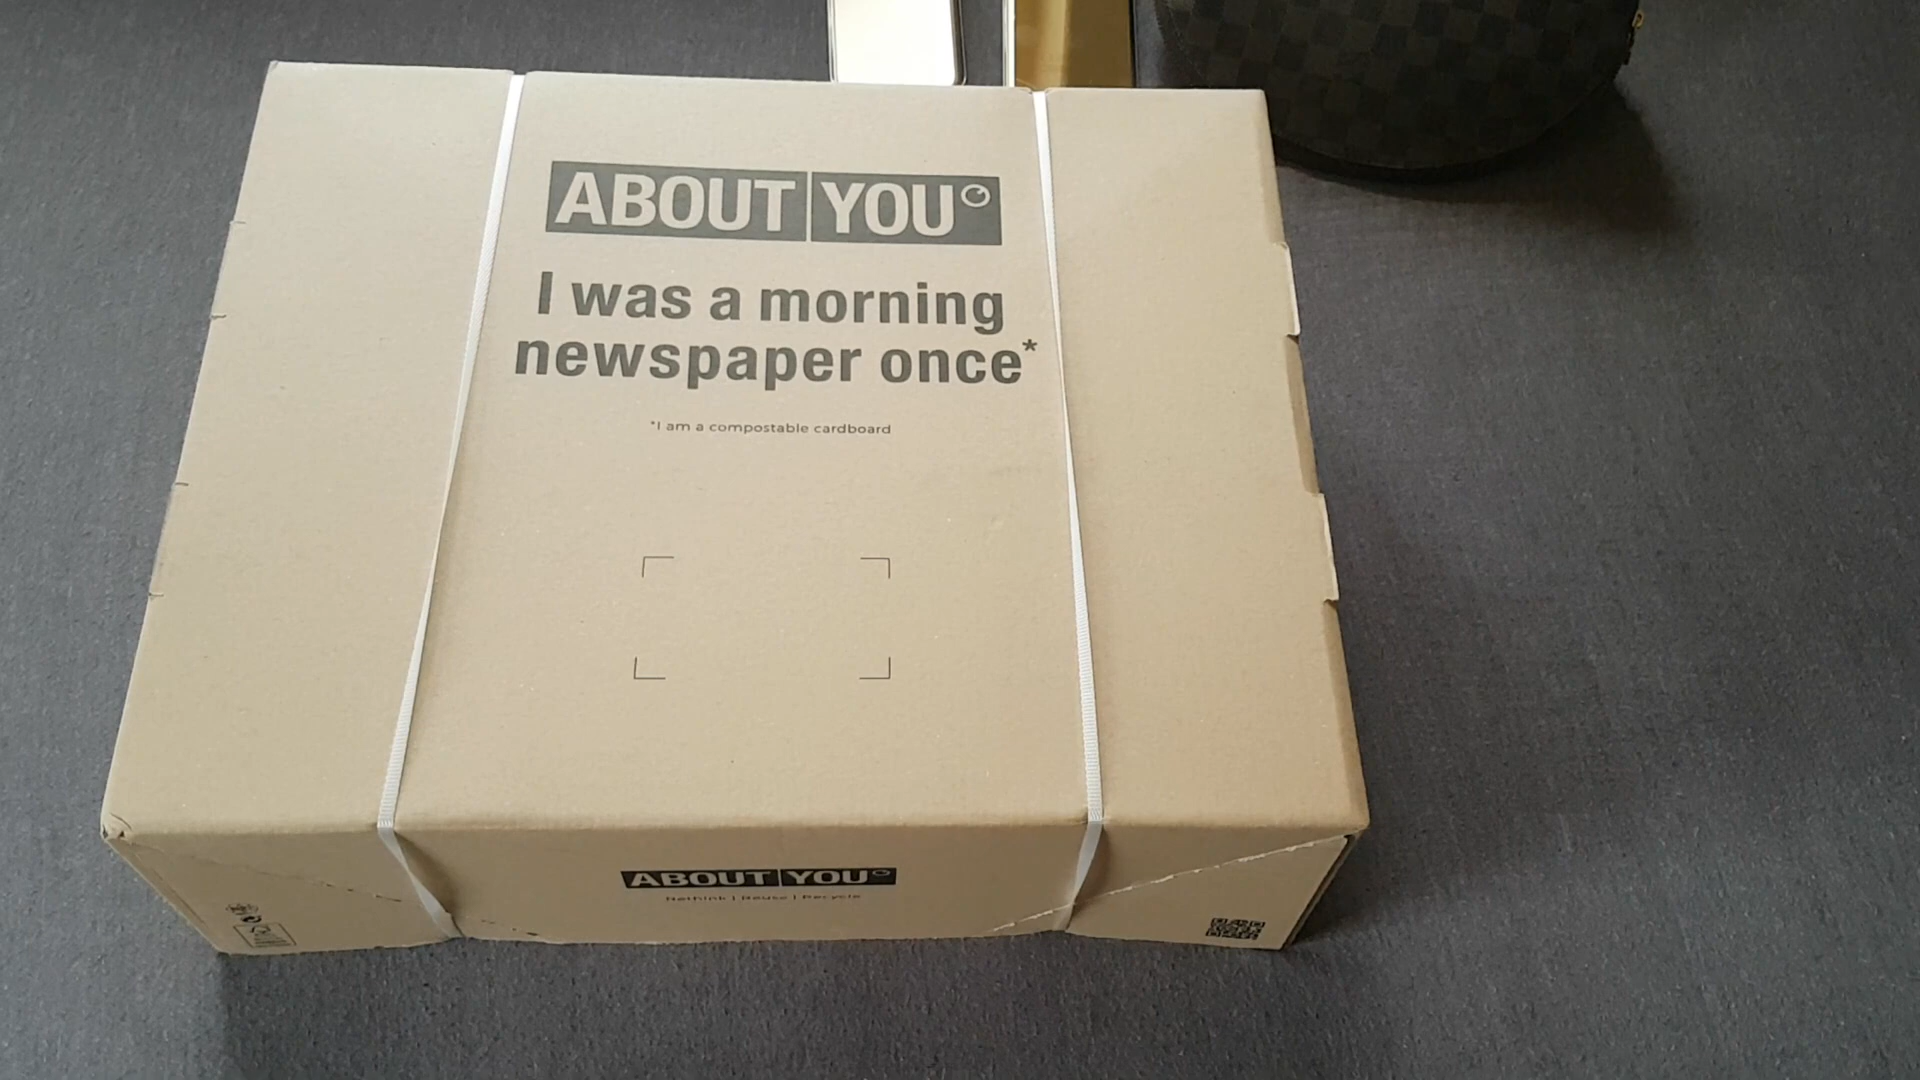 ABOUT YOU
I was a morning
newspaper once*
*I am a compostable cardboard
ABOUT YOU
Rethink | Reuse | Recycle